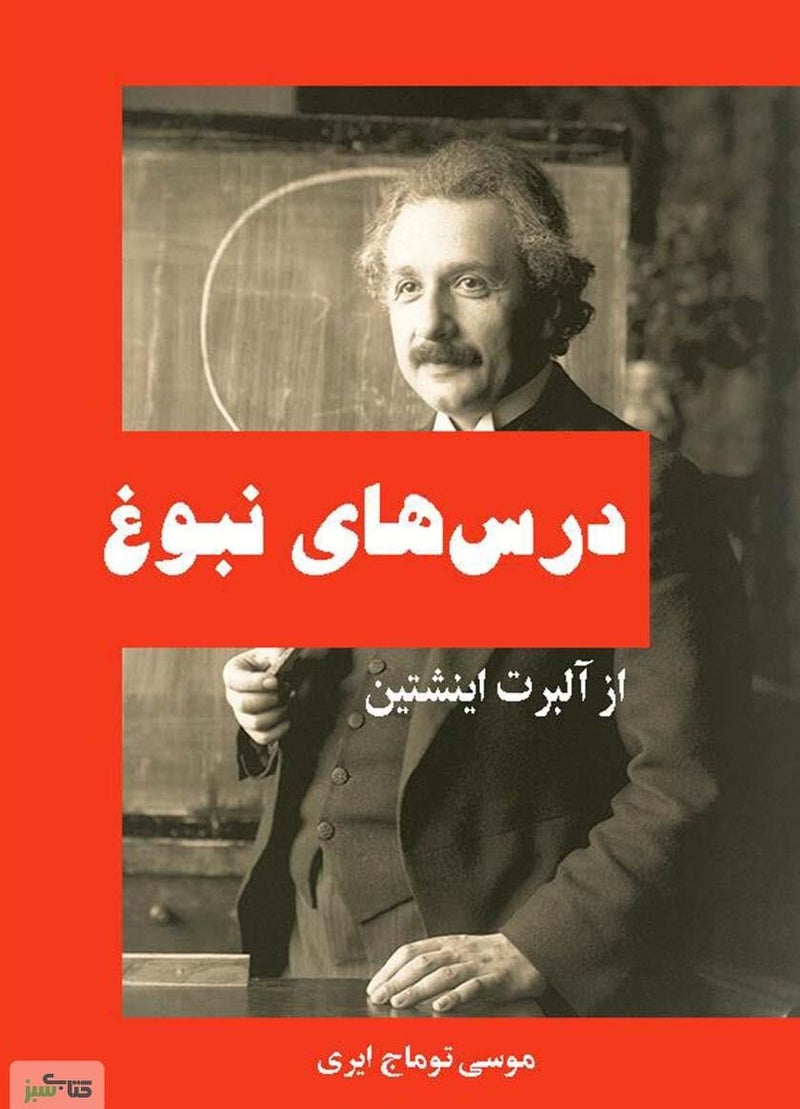 درس‌های نبوغ
از آلبرت اینشتین
موسی توماج ایری
کتاب سبز